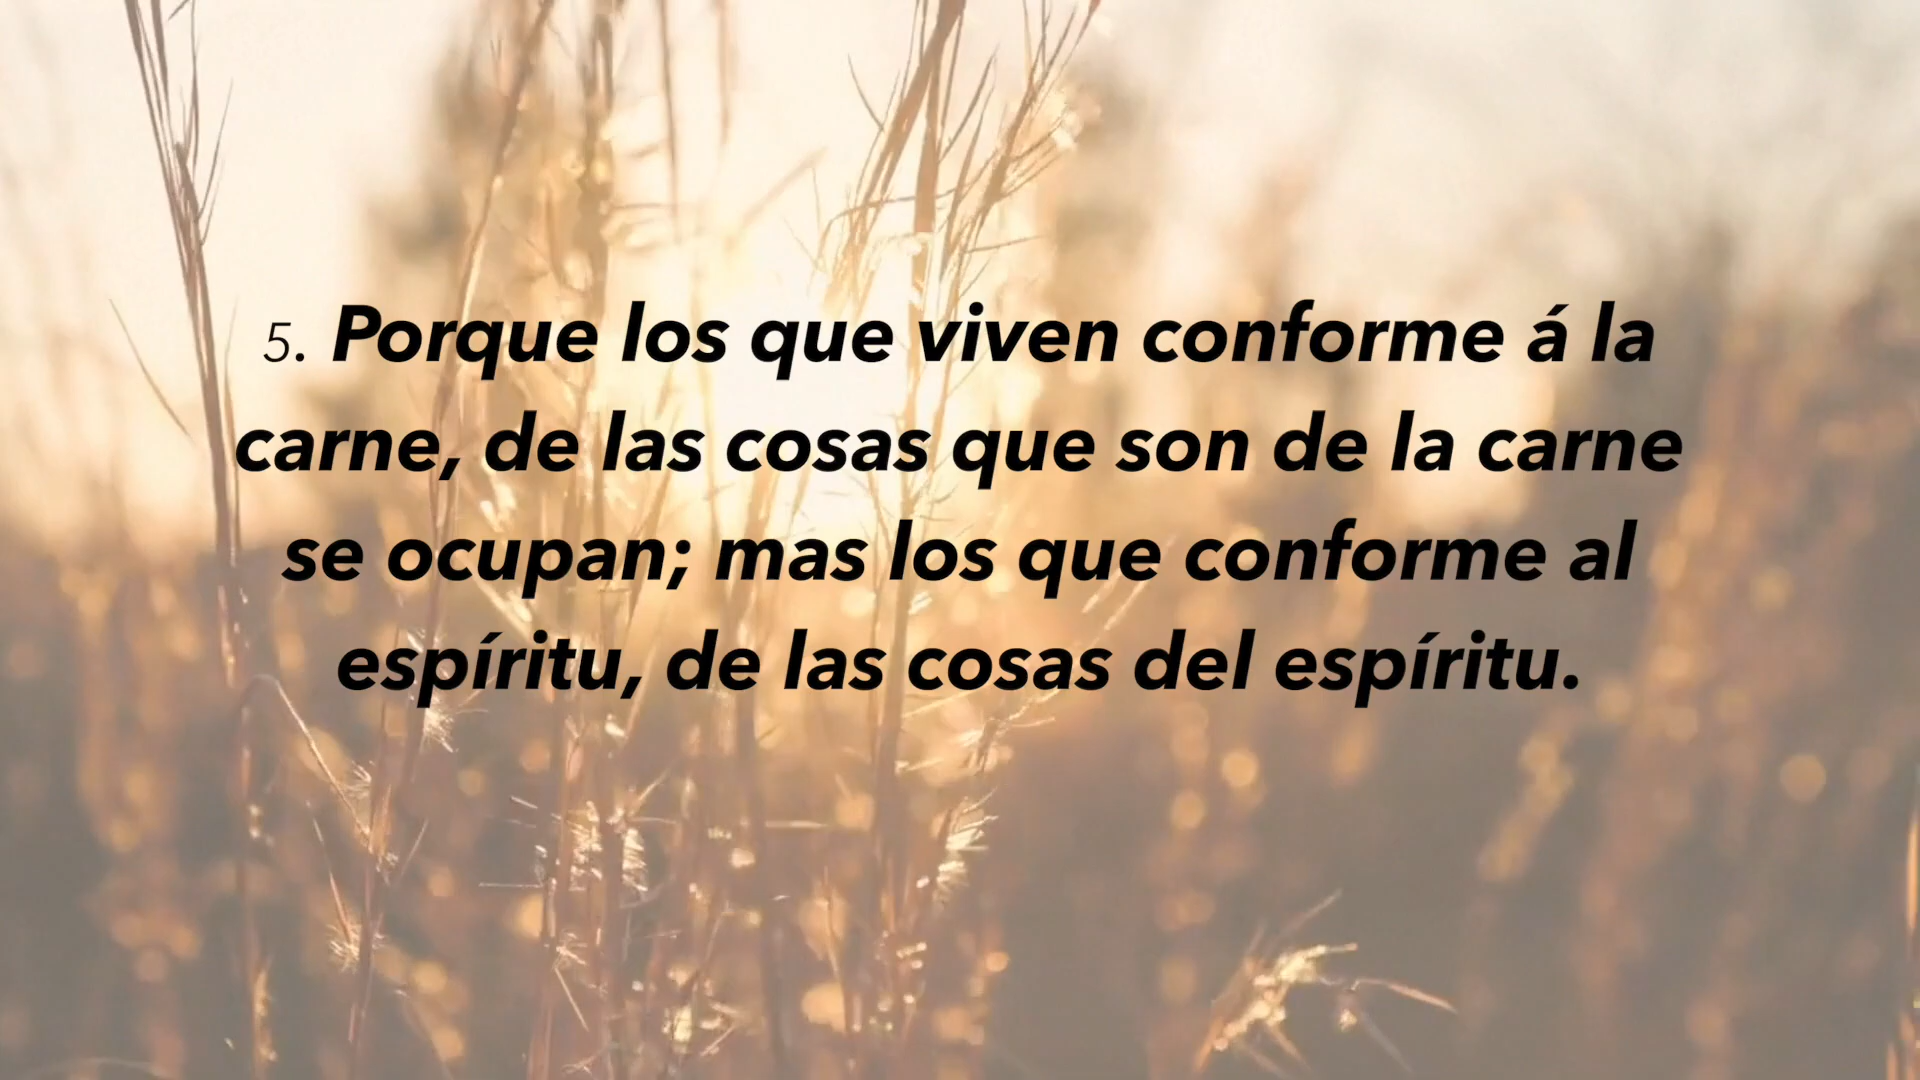 5. Porque los que viven conforme á la
carne, de las cosas que son de la carne
se ocupan; mas los que conforme al
espíritu, de las cosas del espíritu.